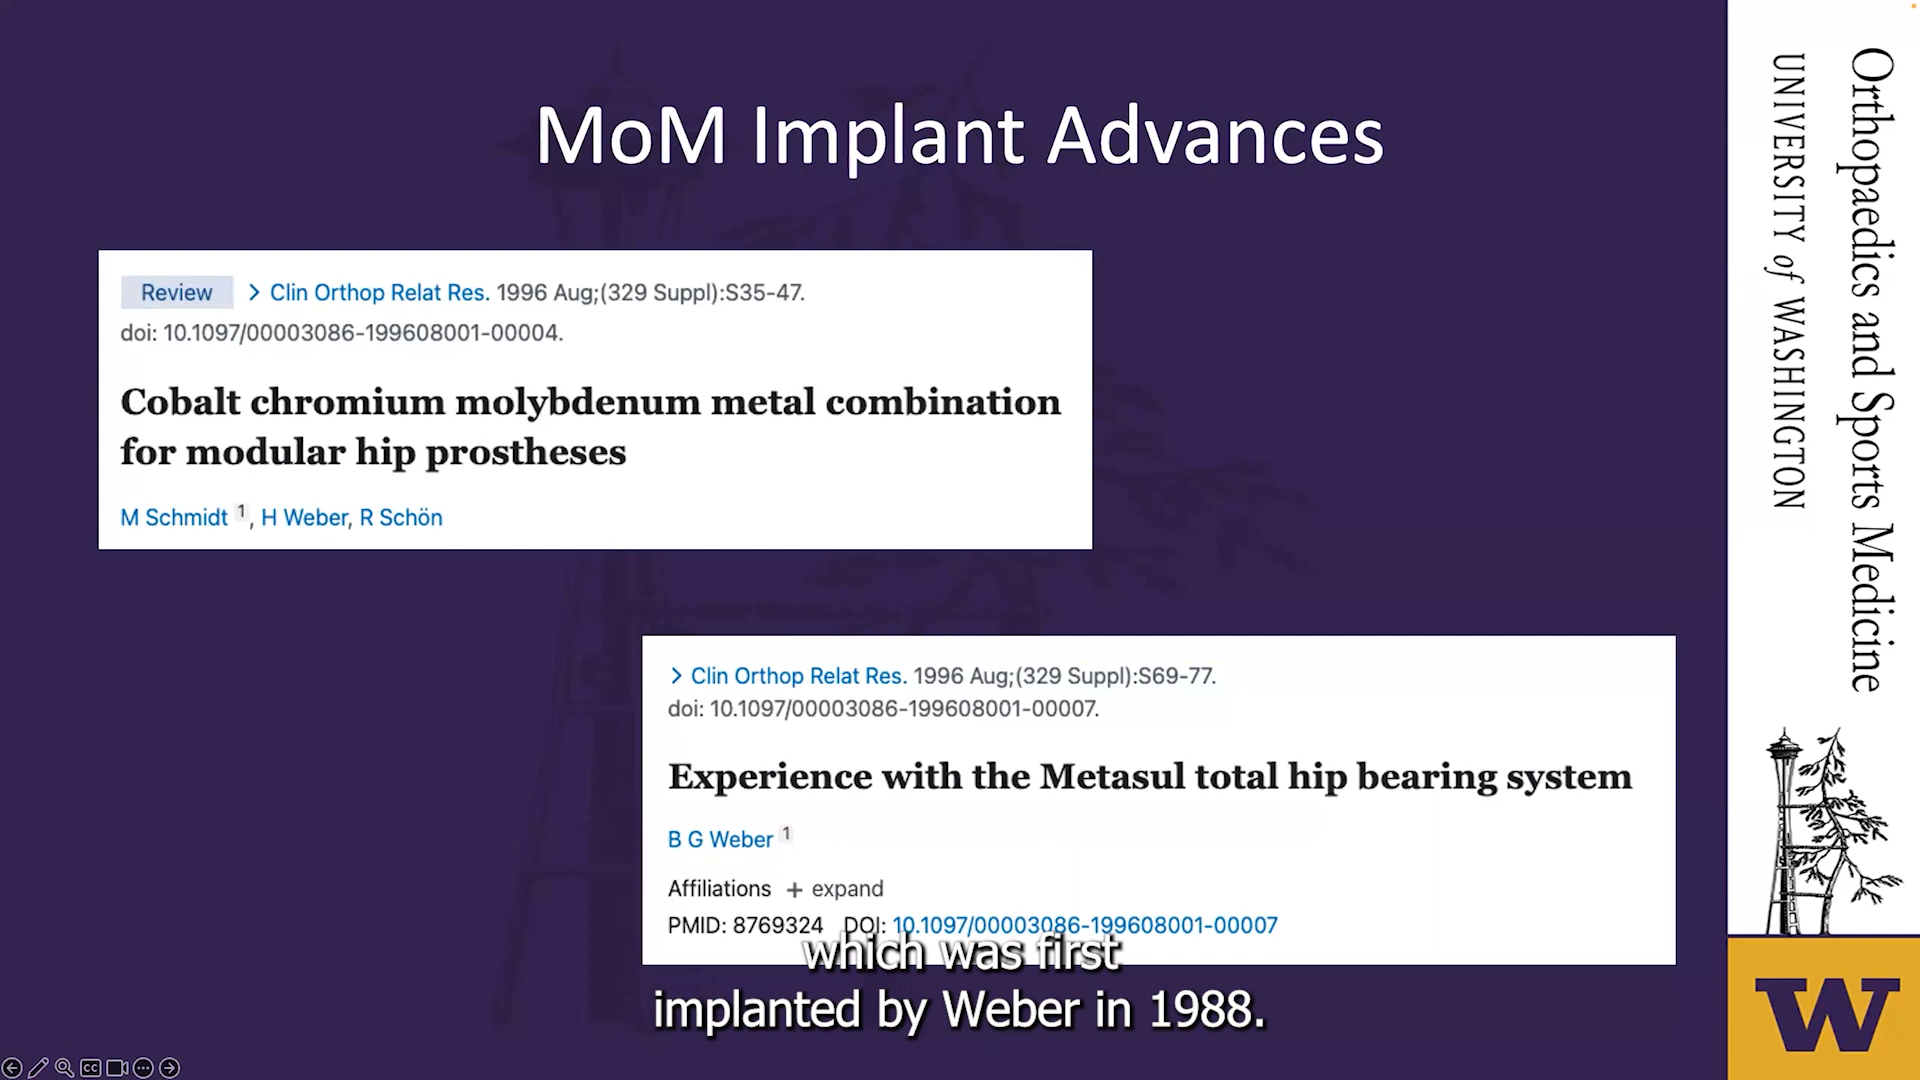 MoM Implant Advances
Review > Clin Orthop Relat Res. 1996 Aug;(329 Suppl):S35-47.
doi: 10.1097/00003086-199608001-00004.
Cobalt chromium molybdenum metal combination
for modular hip prostheses
M Schmidt 1, H Weber, R Schön
> Clin Orthop Relat Res. 1996 Aug;(329 Suppl):S69-77.
doi: 10.1097/00003086-199608001-00007.
Experience with the Metasul total hip bearing system
B G Weber 1
Affiliations + expand
PMID: 8769324 DOI: 10.1097/00003086-199608001-00007
which was first
implanted by Weber in 1988.
Orthopaedics and Sports Medicine
UNIVERSITY of WASHINGTON
W
CC